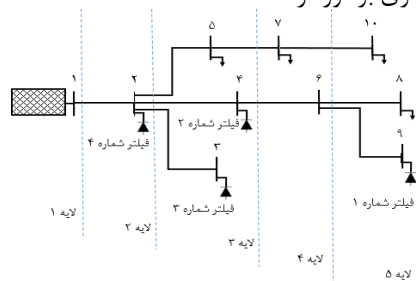 ۵
۷
۱۰
۱
۲
۴
۶
۸
فیلتر شماره ۲
فیلتر شماره ۴
۳
۹
فیلتر شماره ۳
فیلتر شماره ۱
لایه ۱
لایه ۲
لایه ۳
لایه ۴
لایه ۵